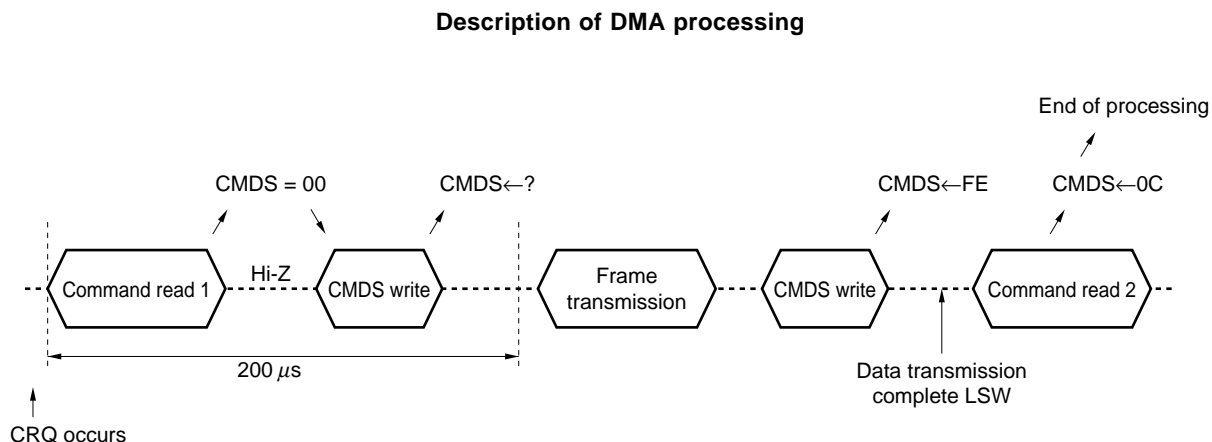 Description of DMA processing
End of processing
CMDS = 00
CMDS←?
CMDS←FE
CMDS←0C
Command read 1
Hi-Z
CMDS write
Frame
transmission
CMDS write
Command read 2
200 µs
Data transmission
complete LSW
CRQ occurs